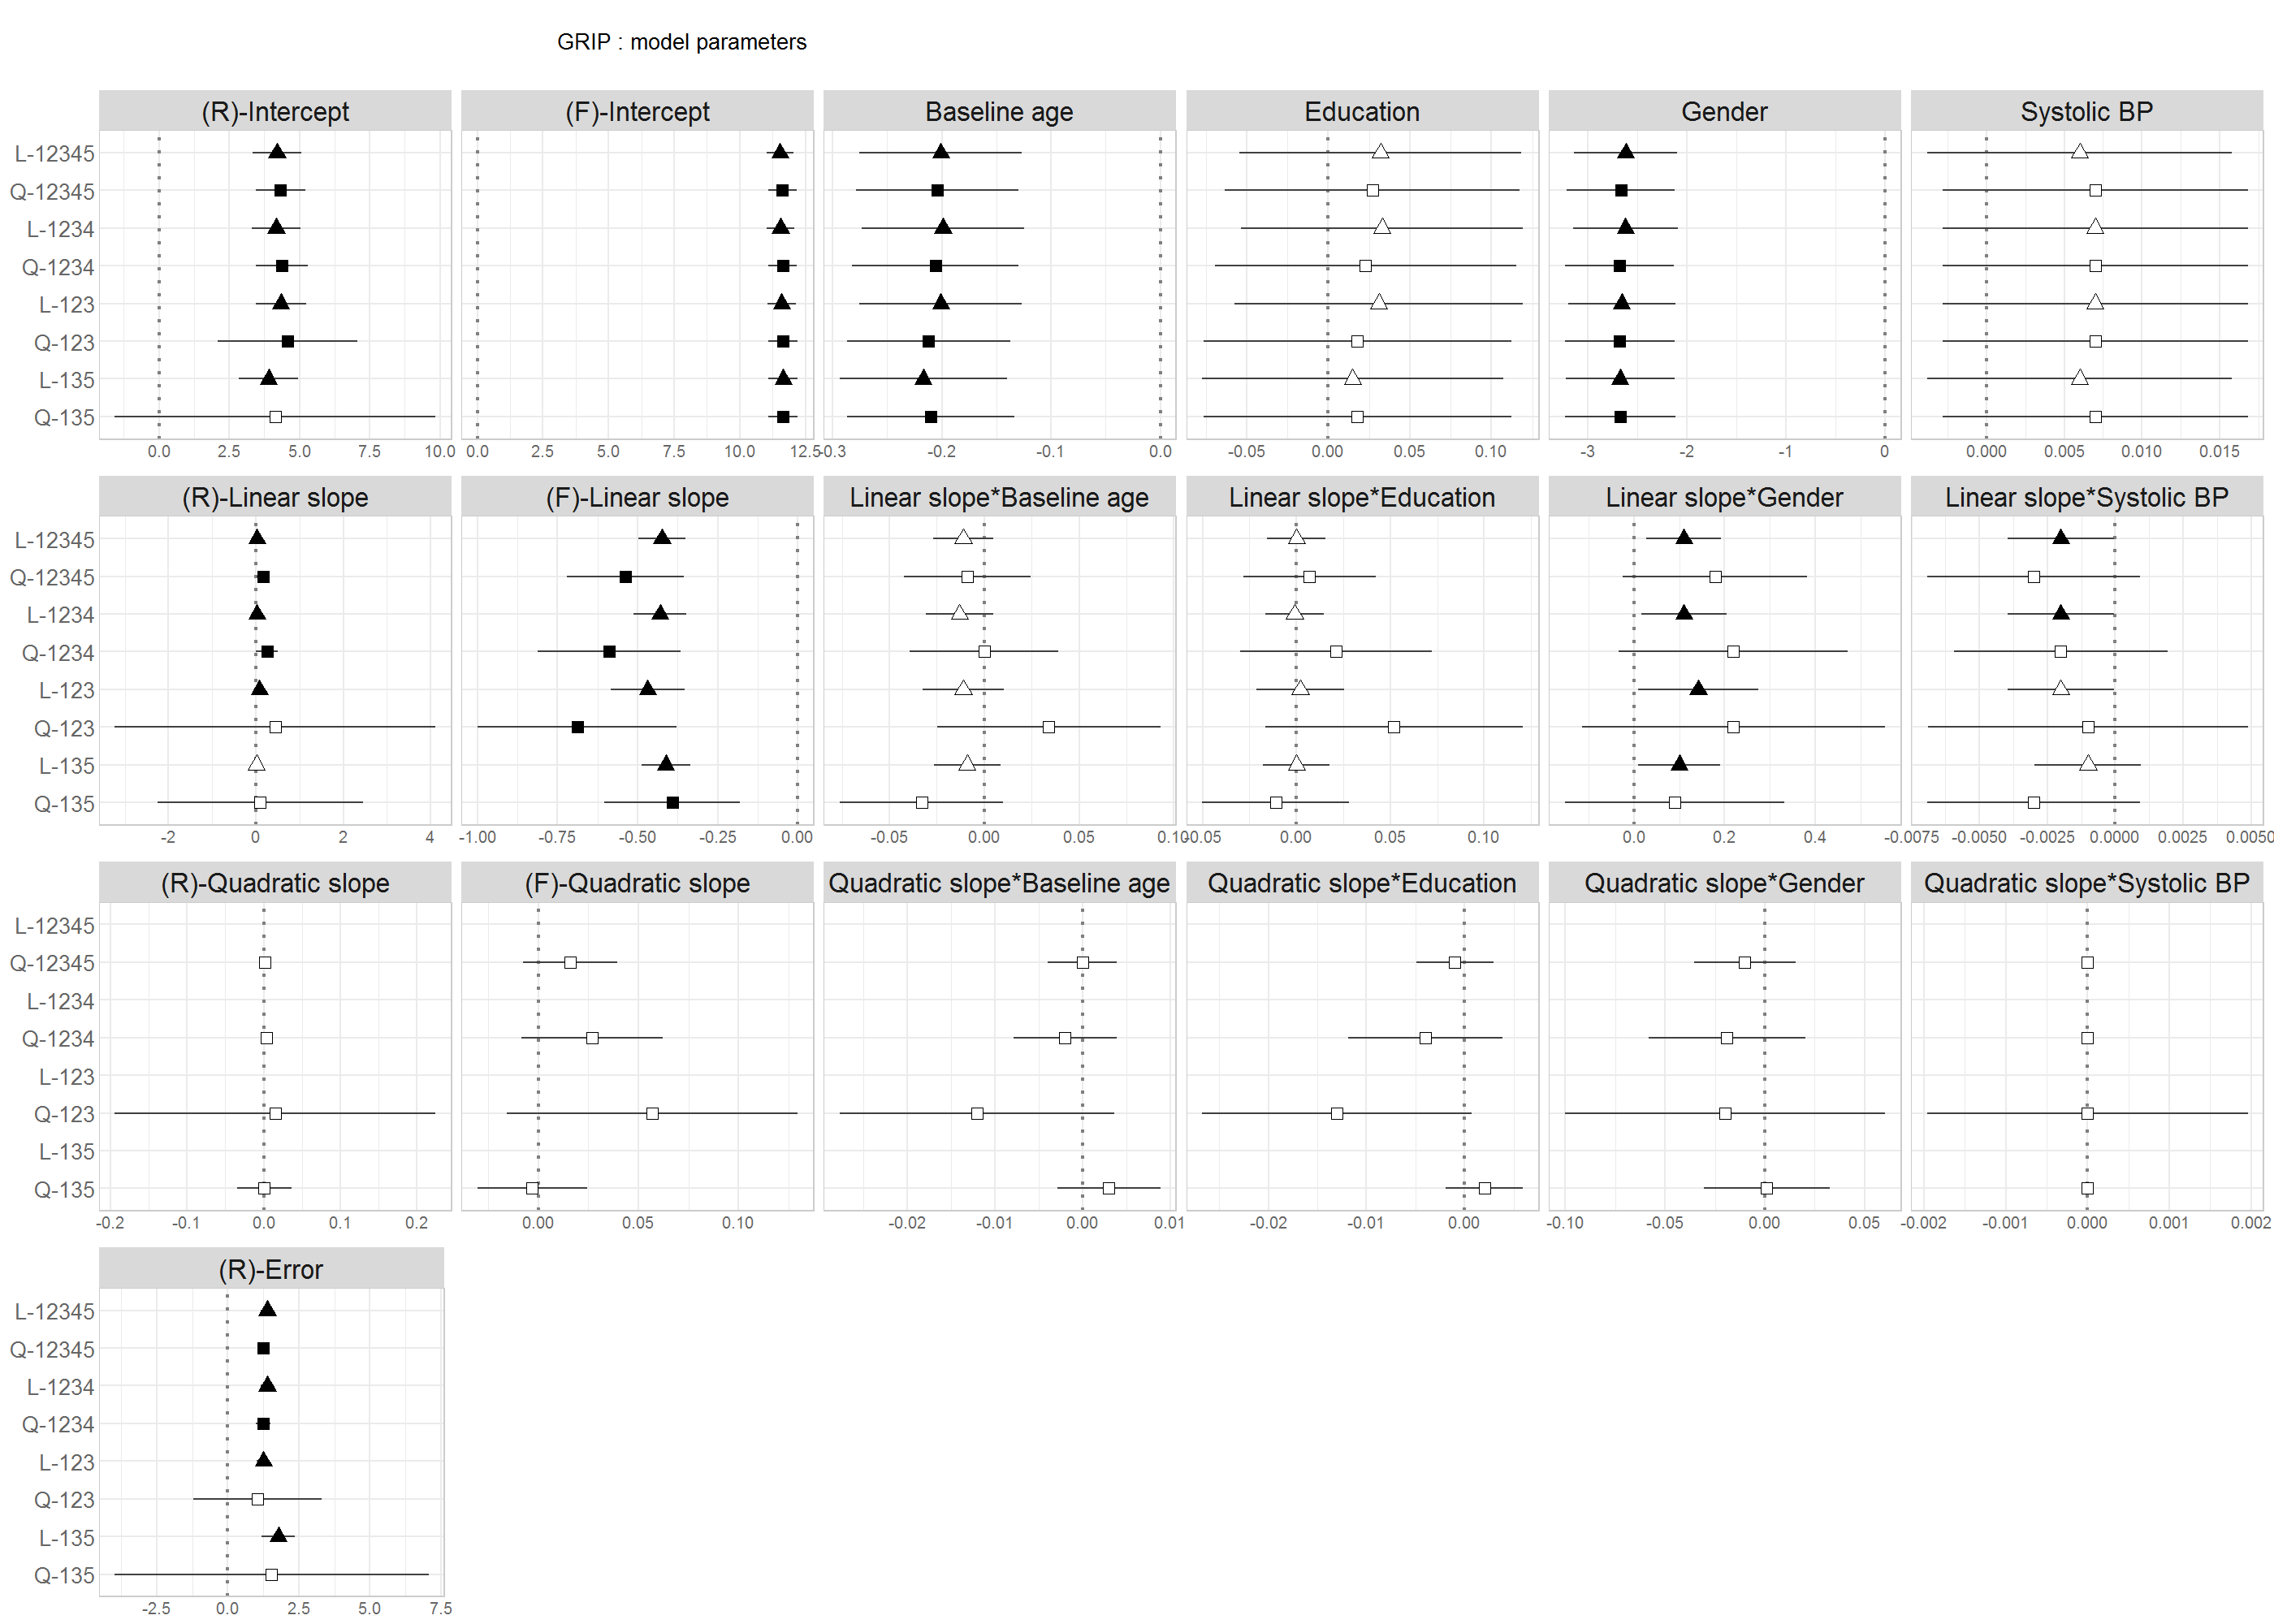 GRIP : model parameters
(R)-Intercept (F)-Intercept Baseline age Education Gender Systolic BP
L-12345
Q-12345
L-1234
Q-1234
L-123
Q-123
L-135
Q-135
0.0 2.5 5.0 7.5 10.0 0.0 2.5 5.0 7.5 10.0 12.5 -0.3 -0.2 -0.1 0.0 -0.05 0.00 0.05 0.10 -3 -2 -1 0 0.000 0.005 0.010 0.015
(R)-Linear slope (F)-Linear slope Linear slope*Baseline age Linear slope*Education Linear slope*Gender Linear slope*Systolic BP
L-12345
Q-12345
L-1234
Q-1234
L-123
Q-123
L-135
Q-135
-2 0 2 4 -1.00 -0.75 -0.50 -0.25 0.00 -0.05 0.00 0.05 0.10 -0.05 0.00 0.05 0.10 0.0 0.2 0.4 -0.0075 -0.0050 -0.0025 0.0000 0.0025 0.0050
(R)-Quadratic slope (F)-Quadratic slope Quadratic slope*Baseline age Quadratic slope*Education Quadratic slope*Gender Quadratic slope*Systolic BP
L-12345
Q-12345
L-1234
Q-1234
L-123
Q-123
L-135
Q-135
-0.2 -0.1 0.0 0.1 0.2 0.00 0.05 0.10 -0.02 -0.01 0.00 0.01 -0.02 -0.01 0.00 -0.10 -0.05 0.00 0.05 -0.002 -0.001 0.000 0.001 0.002
(R)-Error
L-12345
Q-12345
L-1234
Q-1234
L-123
Q-123
L-135
Q-135
-2.5 0.0 2.5 5.0 7.5